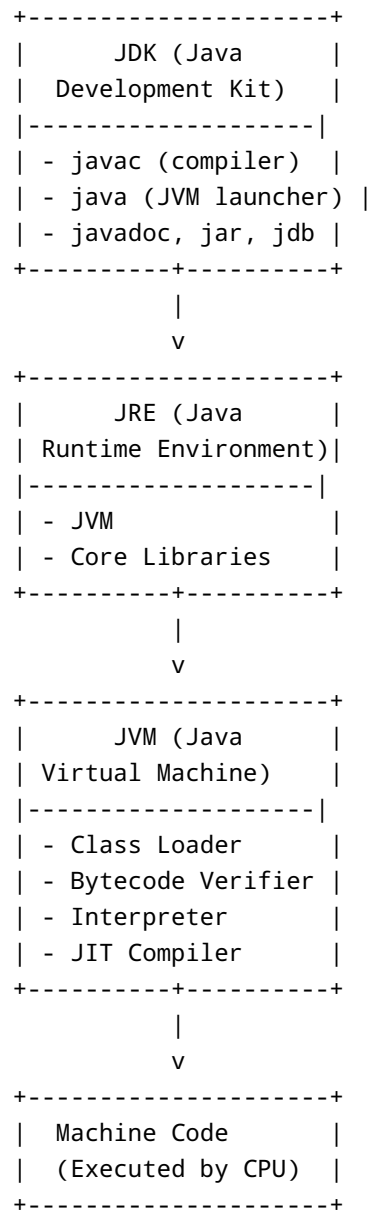 +---------------------+
|      JDK (Java      |
|  Development Kit)   |
|--------------------|
| - javac (compiler)  |
| - java (JVM launcher) |
| - javadoc, jar, jdb |
+----------+----------+
           |
           v
+---------------------+
|      JRE (Java      |
| Runtime Environment)|
|--------------------|
| - JVM               |
| - Core Libraries    |
+----------+----------+
           |
           v
+---------------------+
|      JVM (Java      |
| Virtual Machine)    |
|--------------------|
| - Class Loader      |
| - Bytecode Verifier |
| - Interpreter       |
| - JIT Compiler      |
+----------+----------+
           |
           v
+---------------------+
|  Machine Code       |
|  (Executed by CPU)  |
+---------------------+